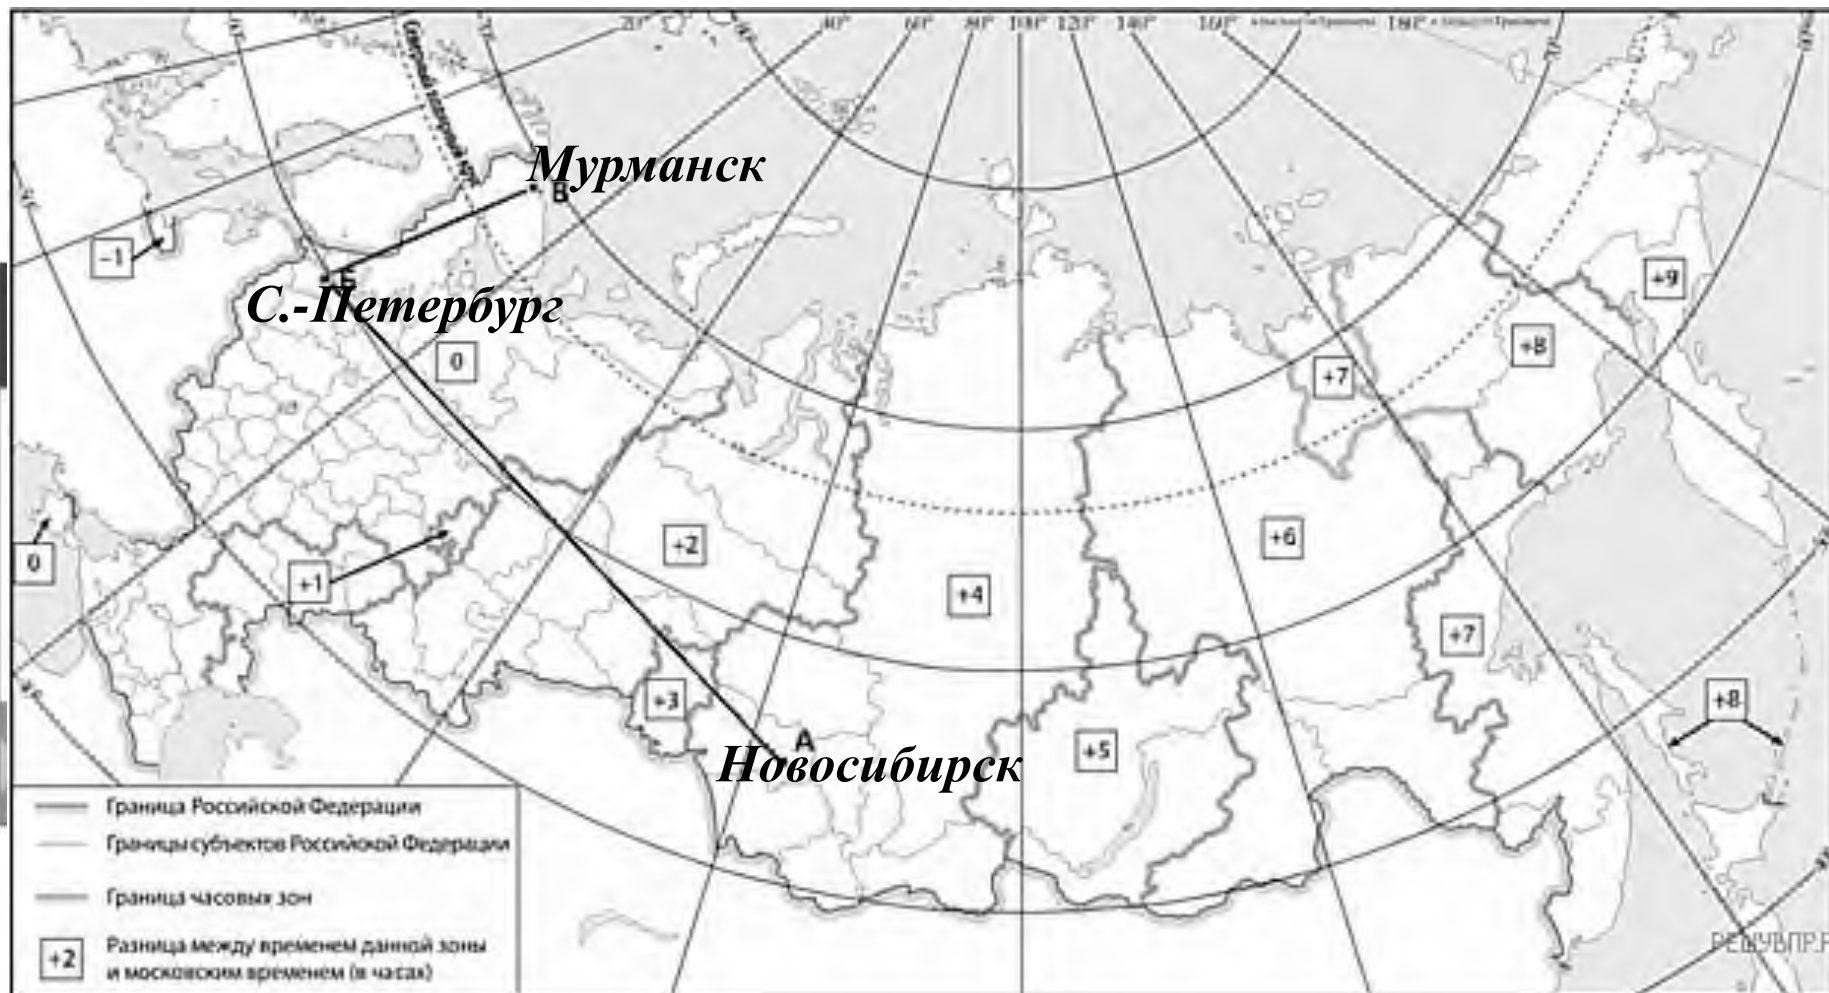 20° 40° 60° 80° 100° 120° 140° 160° 180°
Мурманск
В
-1
Б
С.-Петербург
0
+9
+8
+7
+2
+6
0
+1
+4
+7
+3
+8
А
+5
Новосибирск
Граница Российской Федерации
Границы субъектов Российской Федерации
Граница часовых зон
+2
Разница между временем данной зоны
и московским временем (в часах)